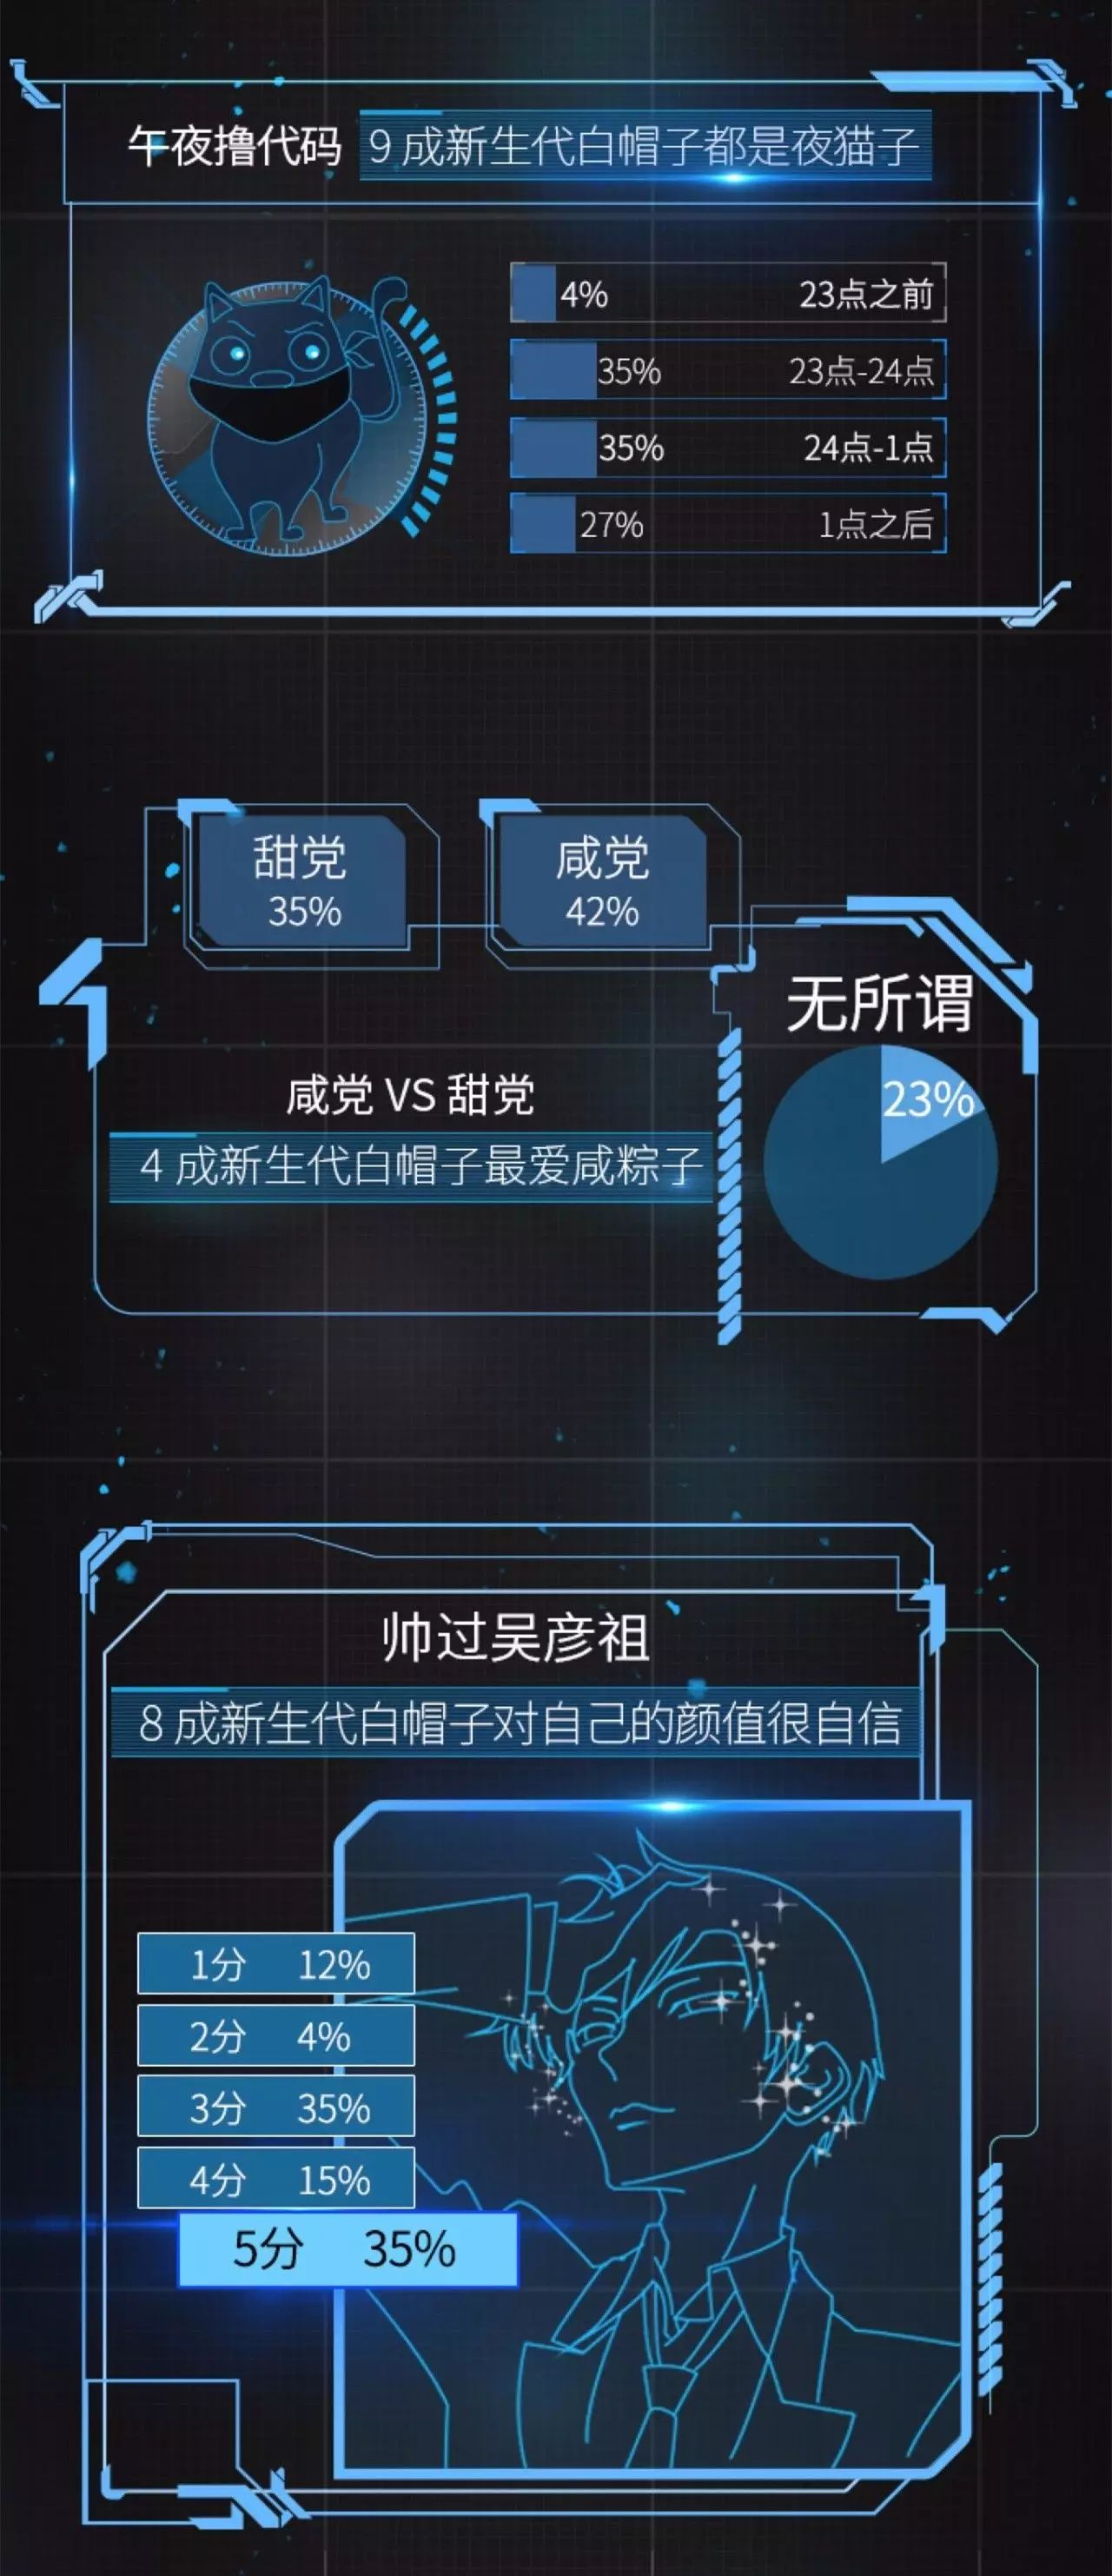 午夜撸代码 9 成新生代白帽子都是夜猫子
4% 23点之前
35% 23点-24点
35% 24点-1点
27% 1点之后
甜党 咸党
35% 42%
无所谓
23%
咸党 VS 甜党
4 成新生代白帽子最爱咸粽子
帅过吴彦祖
8 成新生代白帽子对自己的颜值很自信
1分 12%
2分 4%
3分 35%
4分 15%
5分 35%